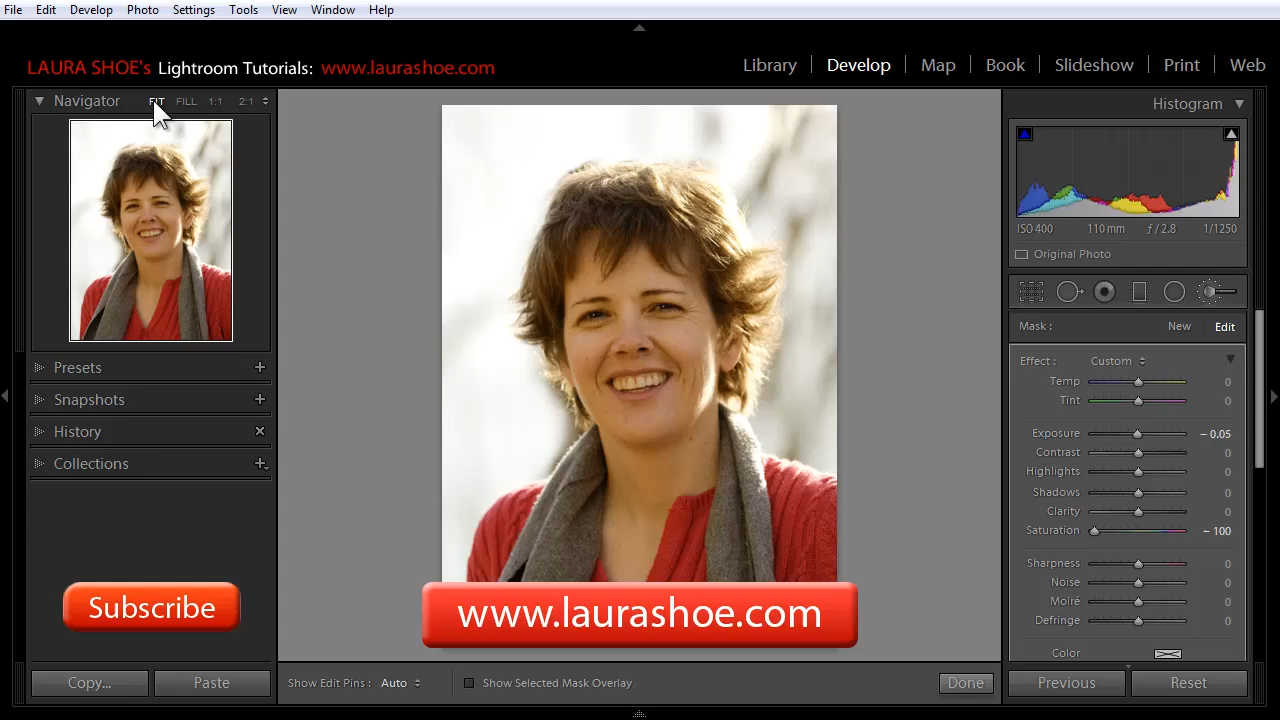 File Edit Develop Photo Settings Tools View Window Help
LAURA SHOE's Lightroom Tutorials: www.laurashoe.com
Library Develop Map Book Slideshow Print Web
Navigator FIT FILL 1:1 2:1
Histogram
ISO 400 110 mm ƒ / 2.8 1/1250
Original Photo
Mask : New Edit
Effect : Custom
Temp 0
Tint 0
Exposure – 0.05
Contrast 0
Highlights 0
Shadows 0
Clarity 0
Saturation – 100
Sharpness 0
Noise 0
Moiré 0
Defringe 0
Color
Presets
Snapshots
History
Collections
Subscribe
www.laurashoe.com
Copy... Paste
Show Edit Pins : Auto Show Selected Mask Overlay Done
Previous Reset